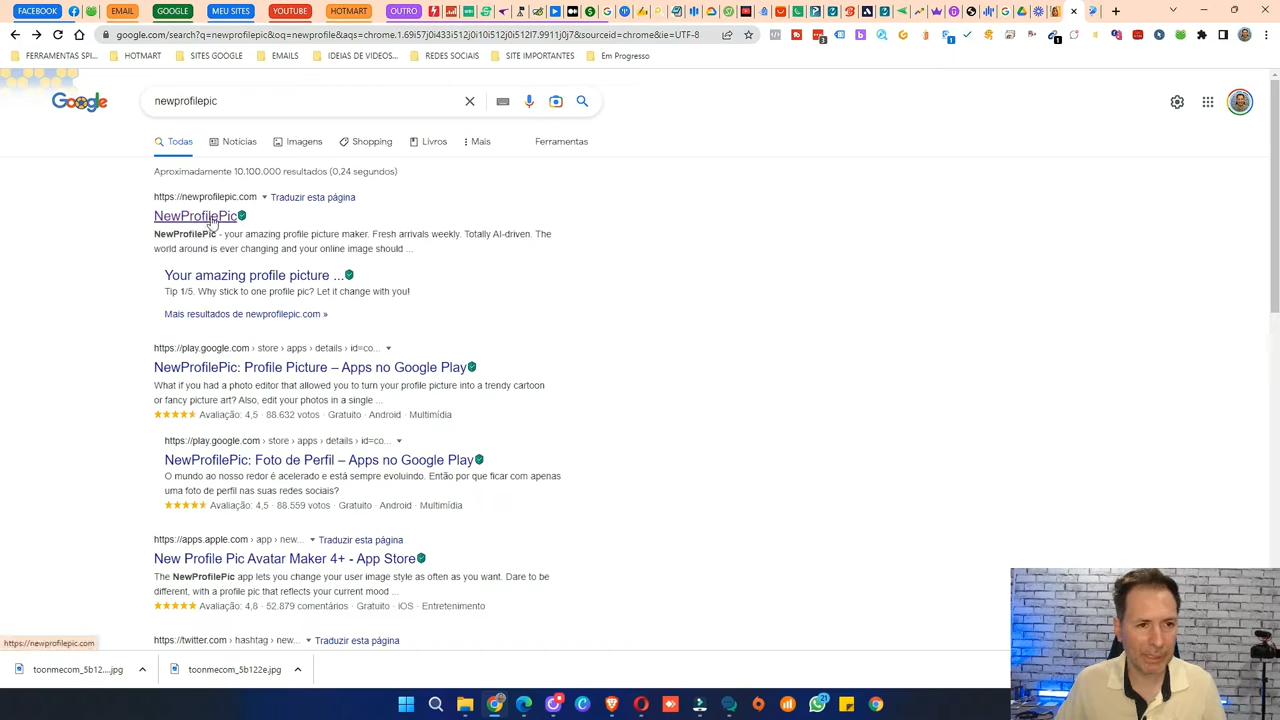 FACEBOOK EMAIL GOOGLE MEU SITES YOUTUBE HOTMART OUTRO
google.com/search?q=newprofilepic&oq=newprofile&aqs=chrome.1.69i57j0i433i512j0i10i512j0i512l7.9911j0j7&sourceid=chrome&ie=UTF-8
FERRAMENTAS SPI... HOTMART SITES GOOGLE EMAILS IDEIAS DE VIDEOS... REDES SOCIAIS SITE IMPORTANTES Em Progresso
Google newprofilepic
Todas Notícias Imagens Shopping Livros Mais Ferramentas
Aproximadamente 10.100.000 resultados (0,24 segundos)
https://newprofilepic.com Traduzir esta página
NewProfilePic
NewProfilePic - your amazing profile picture maker. Fresh arrivals weekly. Totally AI-driven. The
world around is ever changing and your online image should ...
Your amazing profile picture ...
Tip 1/5. Why stick to one profile pic? Let it change with you!
Mais resultados de newprofilepic.com »
https://play.google.com › store › apps › details › id=co...
NewProfilePic: Profile Picture – Apps no Google Play
What if you had a photo editor that allowed you to turn your profile picture into a trendy cartoon
or fancy picture art? Also, edit your photos in a single ...
Avaliação: 4,5 · 88.632 votos · Gratuito · Android · Multimídia
https://play.google.com › store › apps › details › id=co...
NewProfilePic: Foto de Perfil – Apps no Google Play
O mundo ao nosso redor é acelerado e está sempre evoluindo. Então por que ficar com apenas
uma foto de perfil nas suas redes sociais?
Avaliação: 4,5 · 88.559 votos · Gratuito · Android · Multimídia
https://apps.apple.com › app › new... Traduzir esta página
New Profile Pic Avatar Maker 4+ - App Store
The NewProfilePic app lets you change your user image style as often as you want. Dare to be
different, with a profile pic that reflects your current mood ...
Avaliação: 4,8 · 52.879 comentários · Gratuito · iOS · Entretenimento
https://twitter.com › hashtag › new... Traduzir esta página
https://newprofilepic.com
toonmecom_5b12....jpg toonmecom_5b122e.jpg